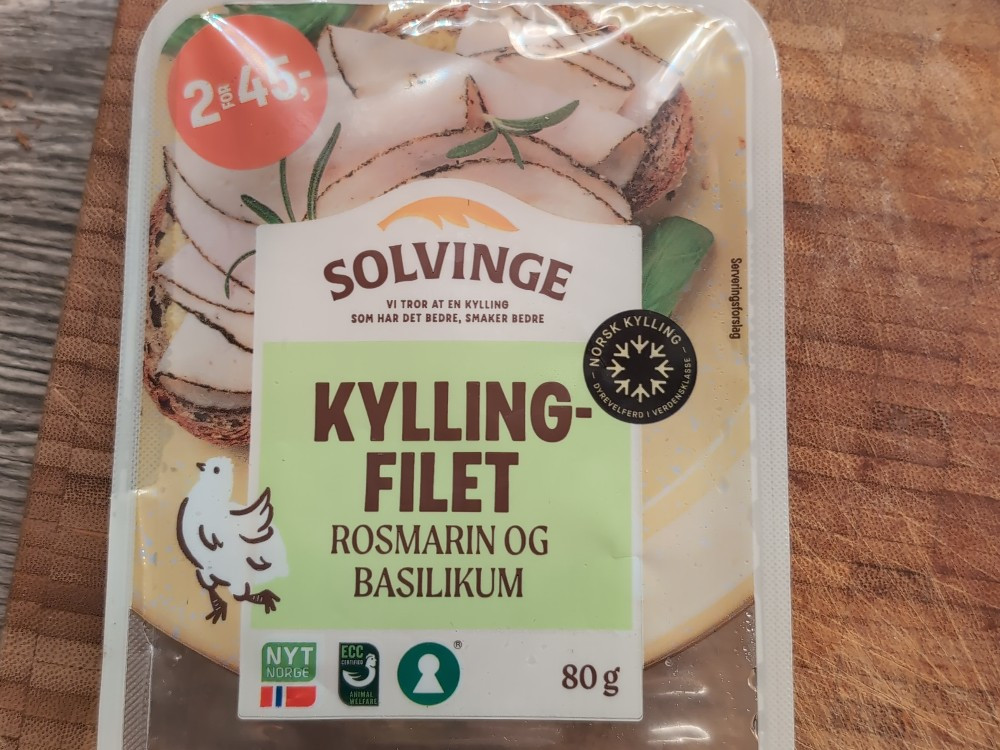 2 FOR 45,-
SOLVINGE
VI TROR AT EN KYLLING
SOM HAR DET BEDRE, SMAKER BEDRE
Serveringsforslag
NORSK KYLLING
DYREVELFERD I VERDENSKLASSE
KYLLING-
FILET
ROSMARIN OG
BASILIKUM
NYT
NORGE
ECC
CERTIFIED
ANIMAL
WELFARE
®
80 g